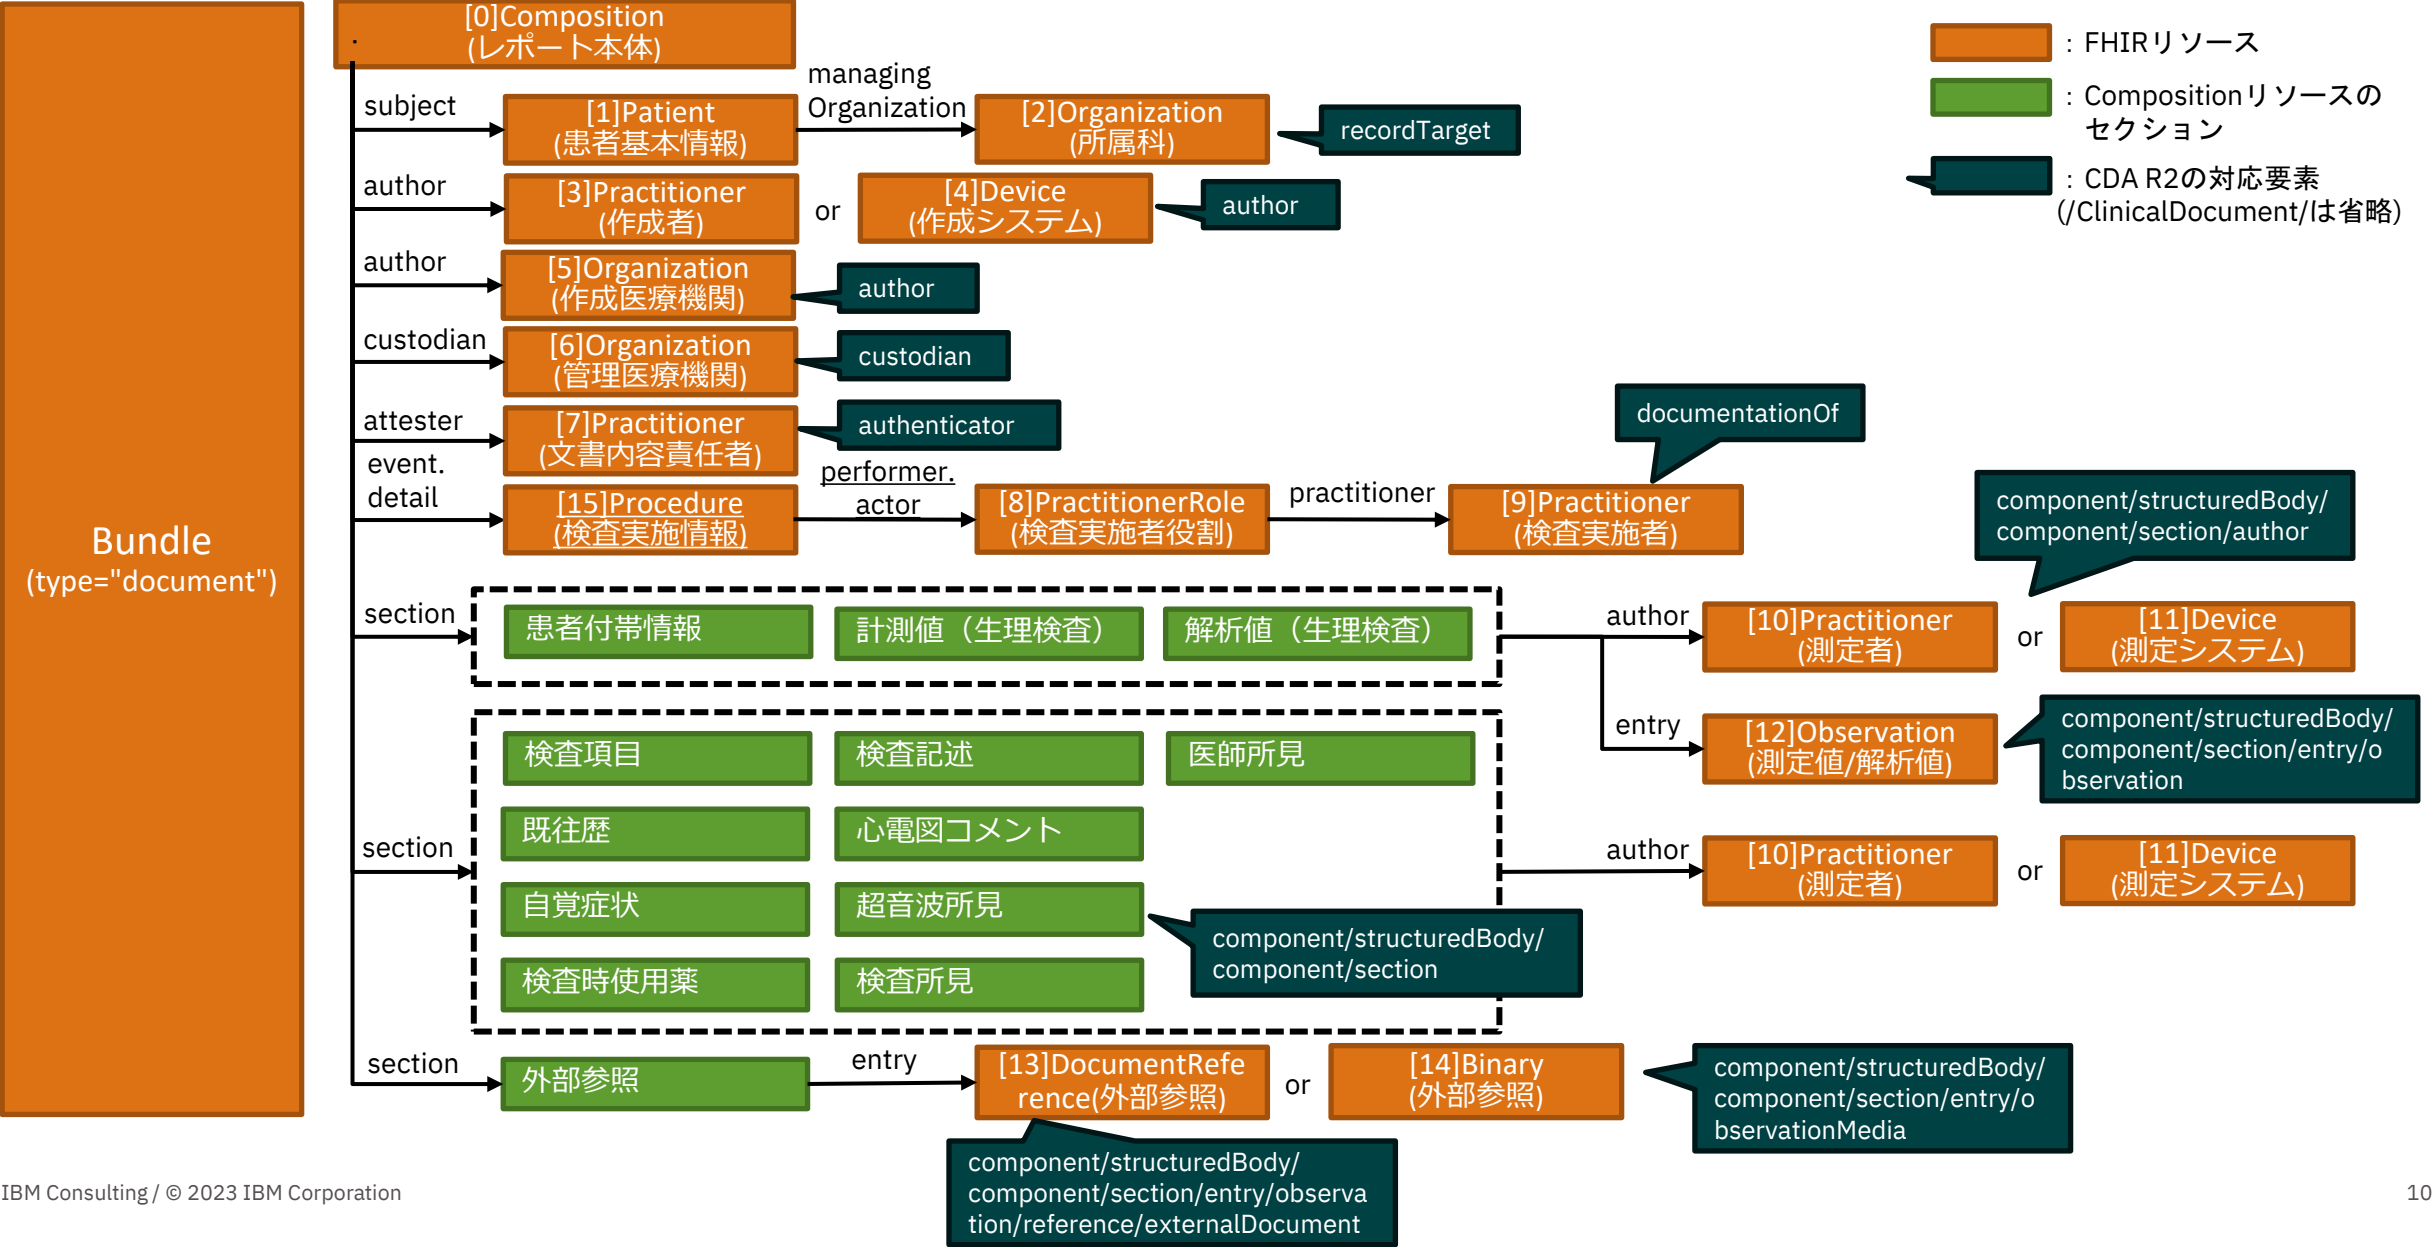 Bundle
(type="document")
[0]Composition
(レポート本体)
subject
[1]Patient
(患者基本情報)
managing
Organization
[2]Organization
(所属科)
recordTarget
author
[3]Practitioner
(作成者)
or
[4]Device
(作成システム)
author
author
[5]Organization
(作成医療機関)
author
custodian
[6]Organization
(管理医療機関)
custodian
attester
[7]Practitioner
(文書内容責任者)
authenticator
event.
detail
[15]Procedure
(検査実施情報)
performer.
actor
[8]PractitionerRole
(検査実施者役割)
practitioner
[9]Practitioner
(検査実施者)
documentationOf
section
患者付帯情報
計測値（生理検査）
解析値（生理検査）
author
[10]Practitioner
(測定者)
or
[11]Device
(測定システム)
component/structuredBody/
component/section/author
entry
[12]Observation
(測定値/解析値)
component/structuredBody/
component/section/entry/o
bservation
section
検査項目
検査記述
医師所見
既往歴
心電図コメント
自覚症状
超音波所見
検査時使用薬
検査所見
component/structuredBody/
component/section
author
[10]Practitioner
(測定者)
or
[11]Device
(測定システム)
section
外部参照
entry
[13]DocumentRefe
rence(外部参照)
or
[14]Binary
(外部参照)
component/structuredBody/
component/section/entry/o
bservationMedia
component/structuredBody/
component/section/entry/observa
tion/reference/externalDocument
: FHIRリソース
: Compositionリソースの
セクション
: CDA R2の対応要素
(/ClinicalDocument/は省略)
IBM Consulting / © 2023 IBM Corporation
10